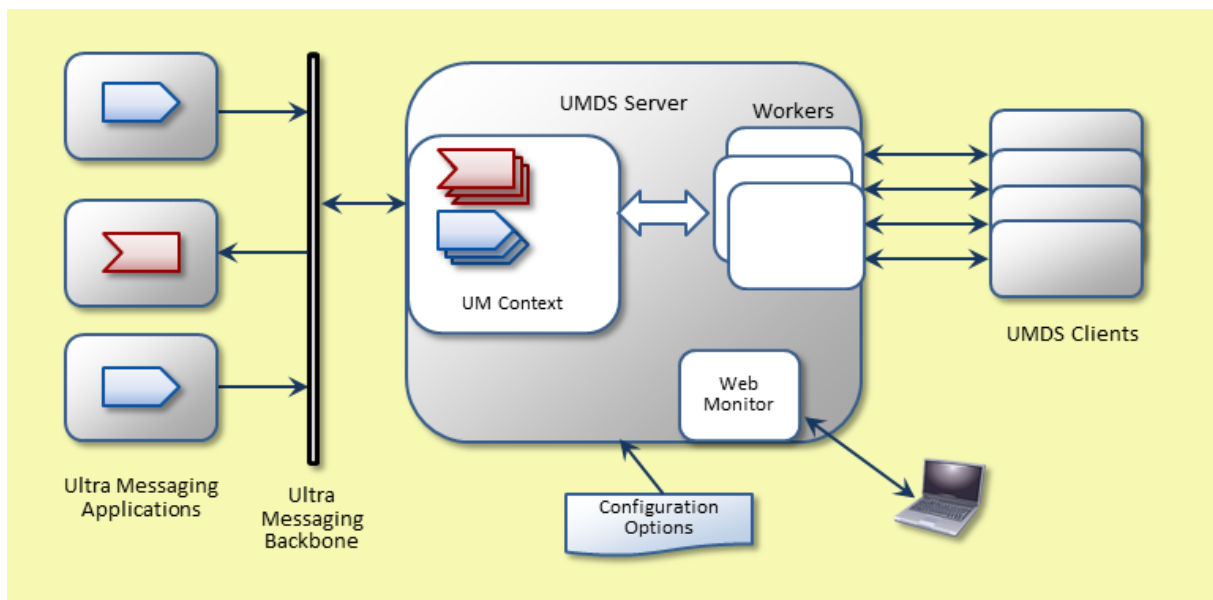 UMDS Server
Workers
UM Context
UMDS Clients
Web
Monitor
Ultra Messaging
Applications
Ultra
Messaging
Backbone
Configuration
Options